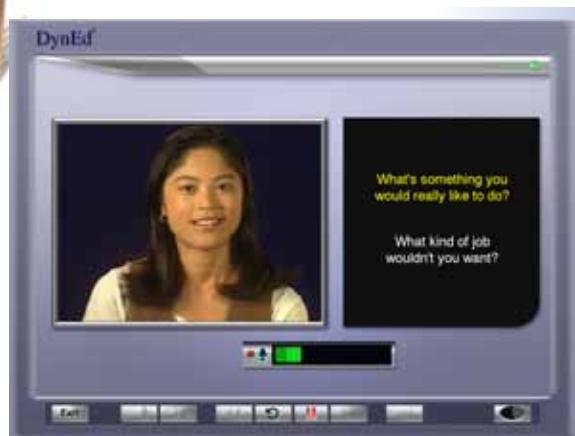 DynEd
What's something you
would really like to do?
What kind of job
wouldn't you want?
Exit